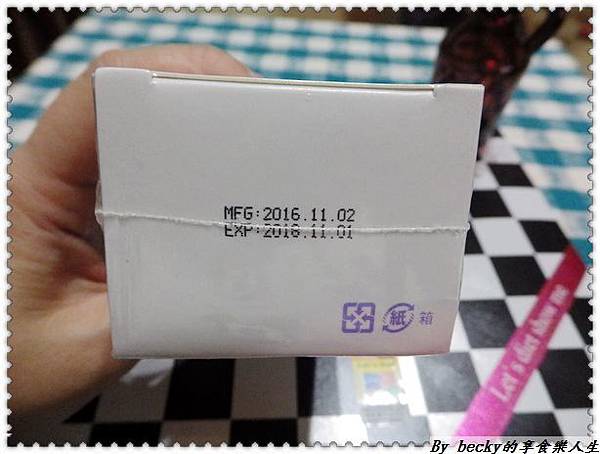 MFG:2016.11.02
EXP:2018.11.01
紙 箱
Let's diet show me
By becky的享食樂人生